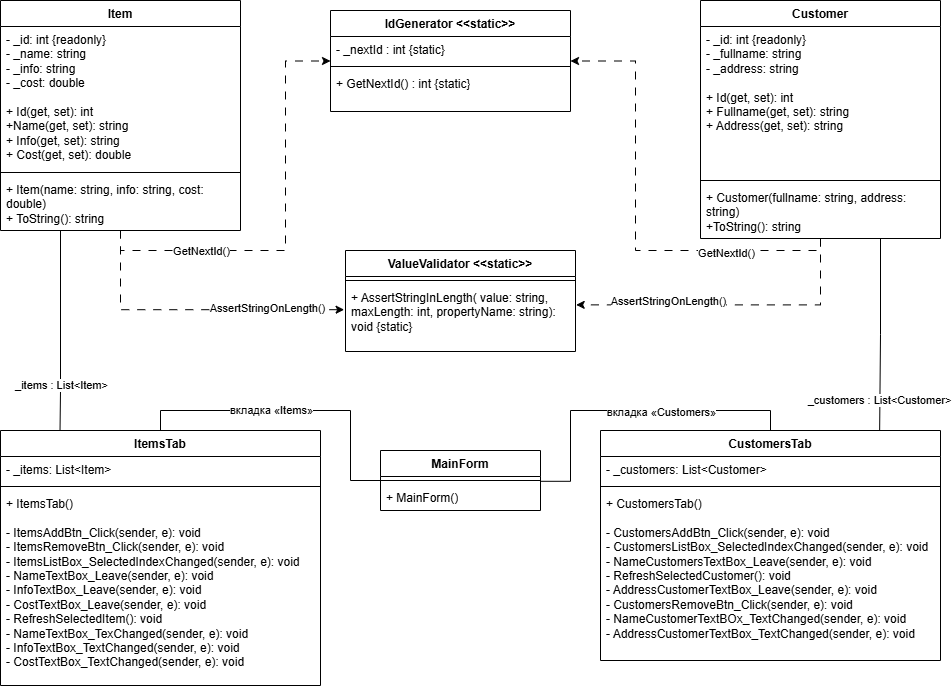 Item
- _id: int {readonly}
- _name: string
- _info: string
- _cost: double
+ Id(get, set): int
+Name(get, set): string
+ Info(get, set): string
+ Cost(get, set): double
+ Item(name: string, info: string, cost:
double)
+ ToString(): string
IdGenerator <<static>>
- _nextId : int {static}
+ GetNextId() : int {static}
Customer
- _id: int {readonly}
- _fullname: string
- _address: string
+ Id(get, set): int
+ Fullname(get, set): string
+ Address(get, set): string
+ Customer(fullname: string, address:
string)
+ToString(): string
GetNextId()
GetNextId()
ValueValidator <<static>>
+ AssertStringInLength( value: string,
maxLength: int, propertyName: string):
void {static}
AssertStringOnLength()
AssertStringOnLength()
_items : List<Item>
_customers : List<Customer>
вкладка «Items»
вкладка «Customers»
ItemsTab
- _items: List<Item>
+ ItemsTab()
- ItemsAddBtn_Click(sender, e): void
- ItemsRemoveBtn_Click(sender, e): void
- ItemsListBox_SelectedIndexChanged(sender, e): void
- NameTextBox_Leave(sender, e): void
- InfoTextBox_Leave(sender, e): void
- CostTextBox_Leave(sender, e): void
- RefreshSelectedItem(): void
- NameTextBox_TexChanged(sender, e): void
- InfoTextBox_TextChanged(sender, e): void
- CostTextBox_TextChanged(sender, e): void
MainForm
+ MainForm()
CustomersTab
- _customers: List<Customer>
+ CustomersTab()
- CustomersAddBtn_Click(sender, e): void
- CustomersListBox_SelectedIndexChanged(sender, e): void
- NameCustomersTextBox_Leave(sender, e): void
- RefreshSelectedCustomer(): void
- AddressCustomerTextBox_Leave(sender, e): void
- CustomersRemoveBtn_Click(sender, e): void
- NameCustomerTextBOx_TextChanged(sender, e): void
- AddressCustomerTextBox_TextChanged(sender, e): void